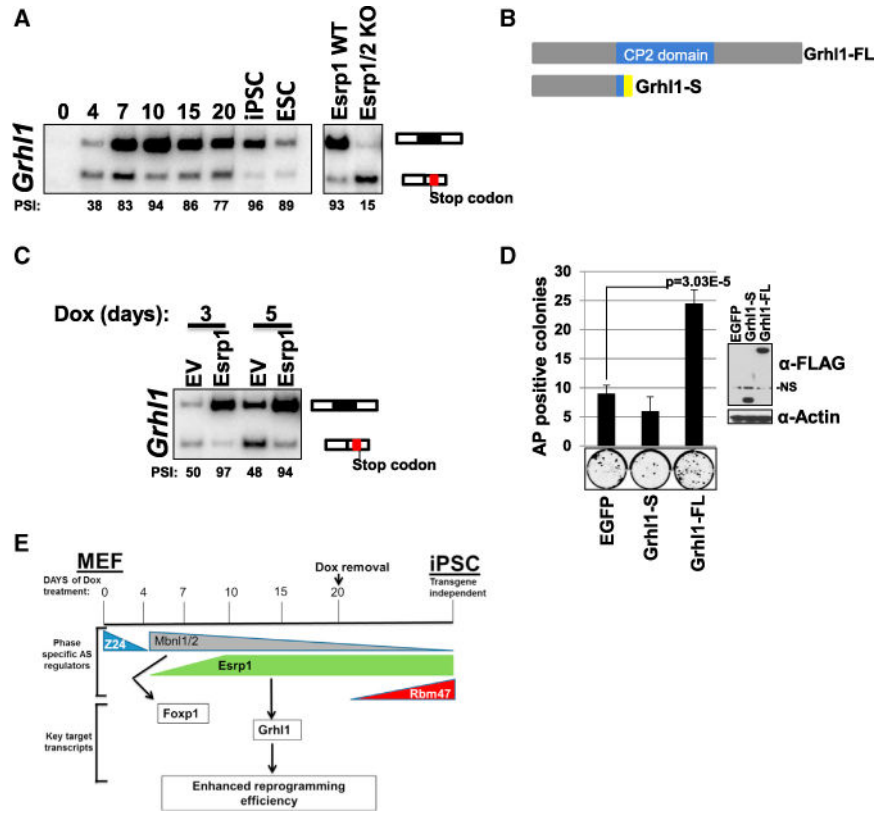 A
0 4 7 10 15 20 iPSC ESC
Esrp1 WT
Esrp1/2 KO
Grhl1
Stop codon
PSI: 38 83 94 86 77 96 89 93 15
B
CP2 domain
Grhl1-FL
Grhl1-S
C
Dox (days): 3 5
EV Esrp1 EV Esrp1
Grhl1
Stop codon
PSI: 50 97 48 94
D
AP positive colonies
30
25
20
15
10
5
0
p=3.03E-5
EGFP
Grhl1-S
Grhl1-FL
EGFP
Grhl1-S
Grhl1-FL
α-FLAG
-NS
α-Actin
E
MEF
iPSC
Dox removal
DAYS of Dox treatment:
0 4 7 10 15 20
Transgene independent
Phase specific AS regulators
Z24
Mbnl1/2
Esrp1
Rbm47
Key target transcripts
Foxp1
Grhl1
Enhanced reprogramming
efficiency